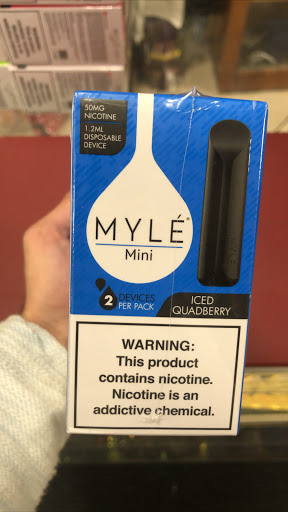 50MG
NICOTINE
1.2ML
DISPOSABLE
DEVICE
MYLÉ®
Mini
2 DEVICES
PER PACK
ICED
QUADBERRY
WARNING:
This product
contains nicotine.
Nicotine is an
addictive chemical.